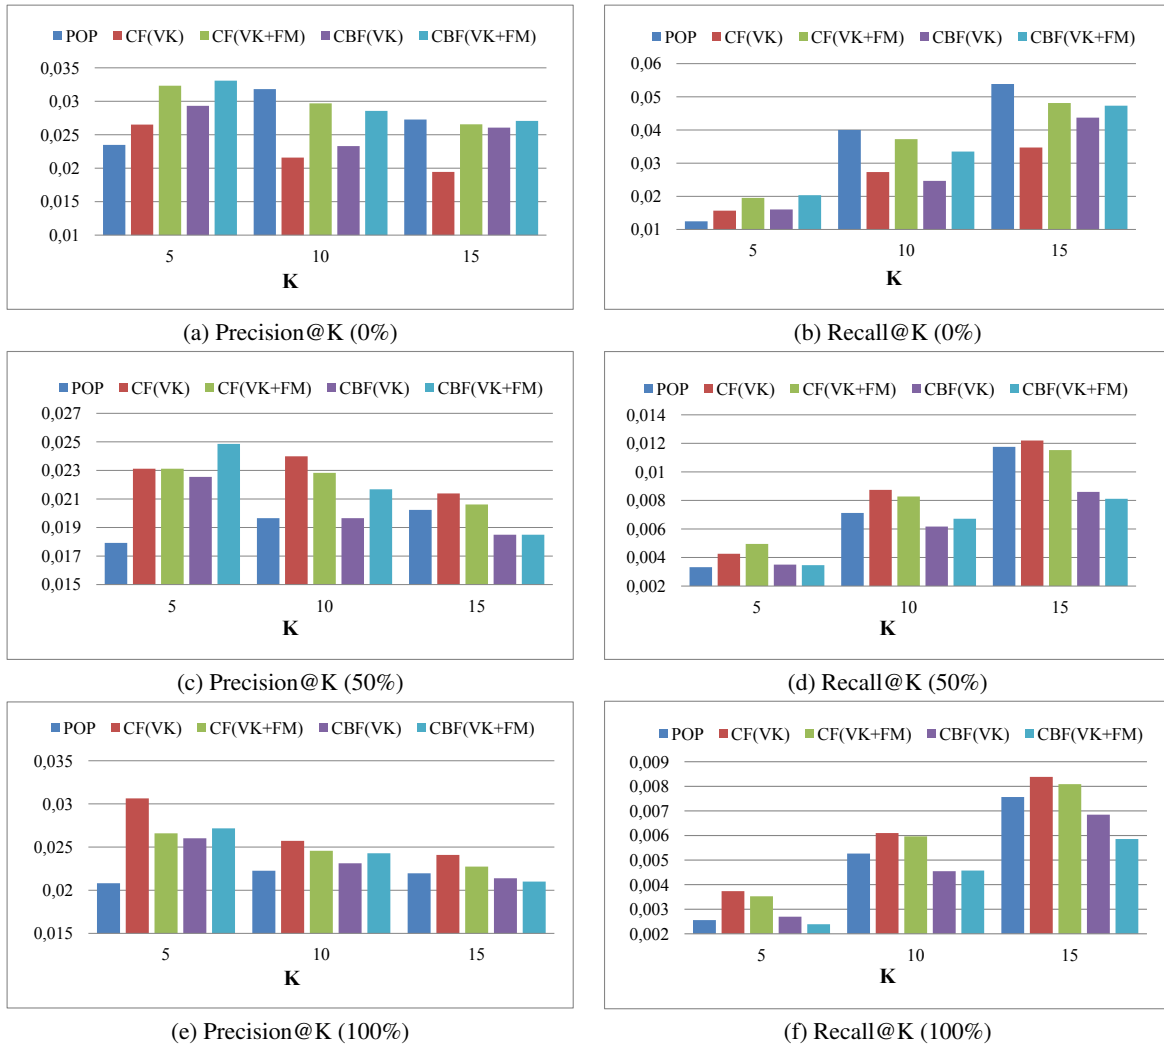 POP CF(VK) CF(VK+FM) CBF(VK) CBF(VK+FM)
0,035
0,03
0,025
0,02
0,015
0,01
5 10 15
K
(a) Precision@K (0%)
POP CF(VK) CF(VK+FM) CBF(VK) CBF(VK+FM)
0,06
0,05
0,04
0,03
0,02
0,01
5 10 15
K
(b) Recall@K (0%)
POP CF(VK) CF(VK+FM) CBF(VK) CBF(VK+FM)
0,027
0,025
0,023
0,021
0,019
0,017
0,015
5 10 15
K
(c) Precision@K (50%)
POP CF(VK) CF(VK+FM) CBF(VK) CBF(VK+FM)
0,014
0,012
0,01
0,008
0,006
0,004
0,002
5 10 15
K
(d) Recall@K (50%)
POP CF(VK) CF(VK+FM) CBF(VK) CBF(VK+FM)
0,035
0,03
0,025
0,02
0,015
5 10 15
K
(e) Precision@K (100%)
POP CF(VK) CF(VK+FM) CBF(VK) CBF(VK+FM)
0,009
0,008
0,007
0,006
0,005
0,004
0,003
0,002
5 10 15
K
(f) Recall@K (100%)